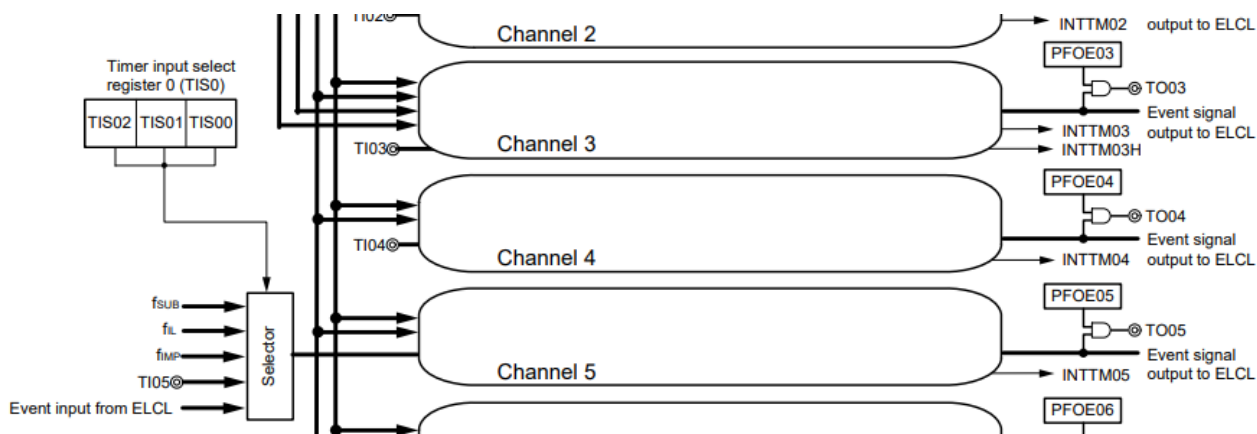 TI02
Channel 2
INTTM02
output to ELCL
Timer input select
register 0 (TIS0)
TIS02 TIS01 TIS00
PFOE03
TO03
Event signal
output to ELCL
INTTM03
INTTM03H
TI03
Channel 3
PFOE04
TO04
Event signal
output to ELCL
INTTM04
TI04
Channel 4
fSUB
fIL
fIMP
TI05
Event input from ELCL
Selector
PFOE05
TO05
Event signal
output to ELCL
INTTM05
Channel 5
PFOE06